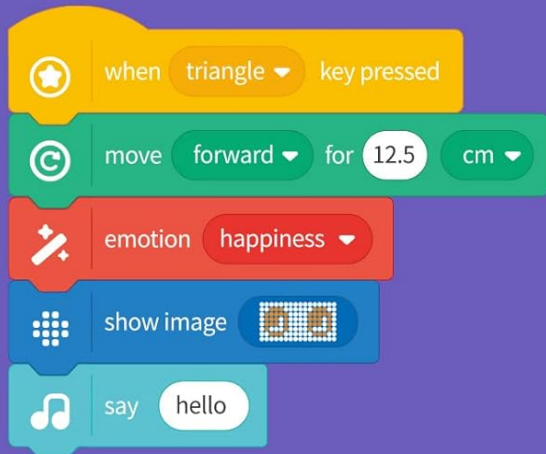 when triangle key pressed
move forward for 12.5 cm
emotion happiness
show image
say hello